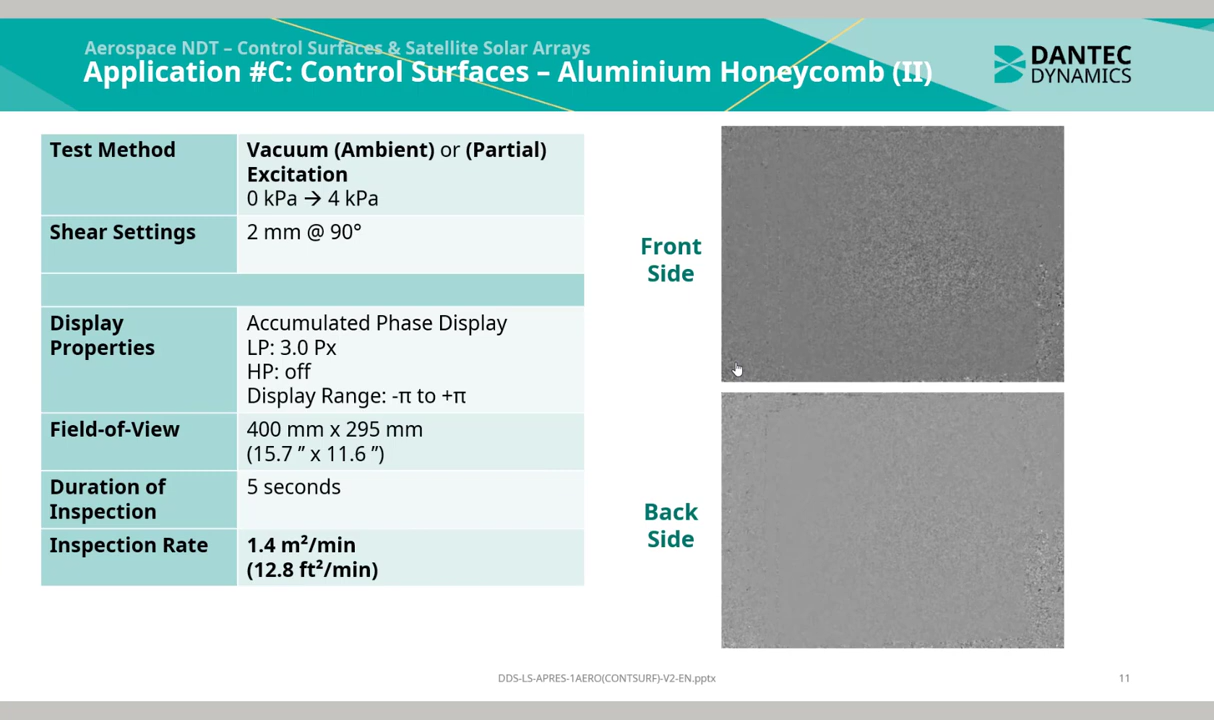 Aerospace NDT – Control Surfaces & Satellite Solar Arrays
Application #C: Control Surfaces – Aluminium Honeycomb (II)
DANTEC
DYNAMICS
Test Method
Vacuum (Ambient) or (Partial)
Excitation
0 kPa → 4 kPa
Shear Settings
2 mm @ 90°
Display
Properties
Accumulated Phase Display
LP: 3.0 Px
HP: off
Display Range: -π to +π
Field-of-View
400 mm x 295 mm
(15.7 ” x 11.6 ”)
Duration of
Inspection
5 seconds
Inspection Rate
1.4 m²/min
(12.8 ft²/min)
Front
Side
Back
Side
DDS-LS-APRES-1AERO(CONTSURF)-V2-EN.pptx
11